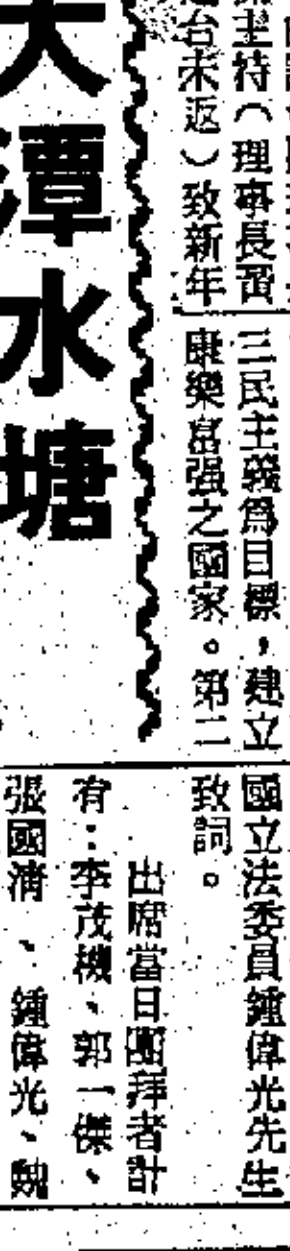 主持（理事長習
台未返）致新年
三民主義為目標，建立
康樂富强之國家。第二
國立法委員鍾偉光先生
致詞。
出席當日團拜者計
有：李茂機、郭一傑、
張國清、鍾偉光、魏
大潭水塘